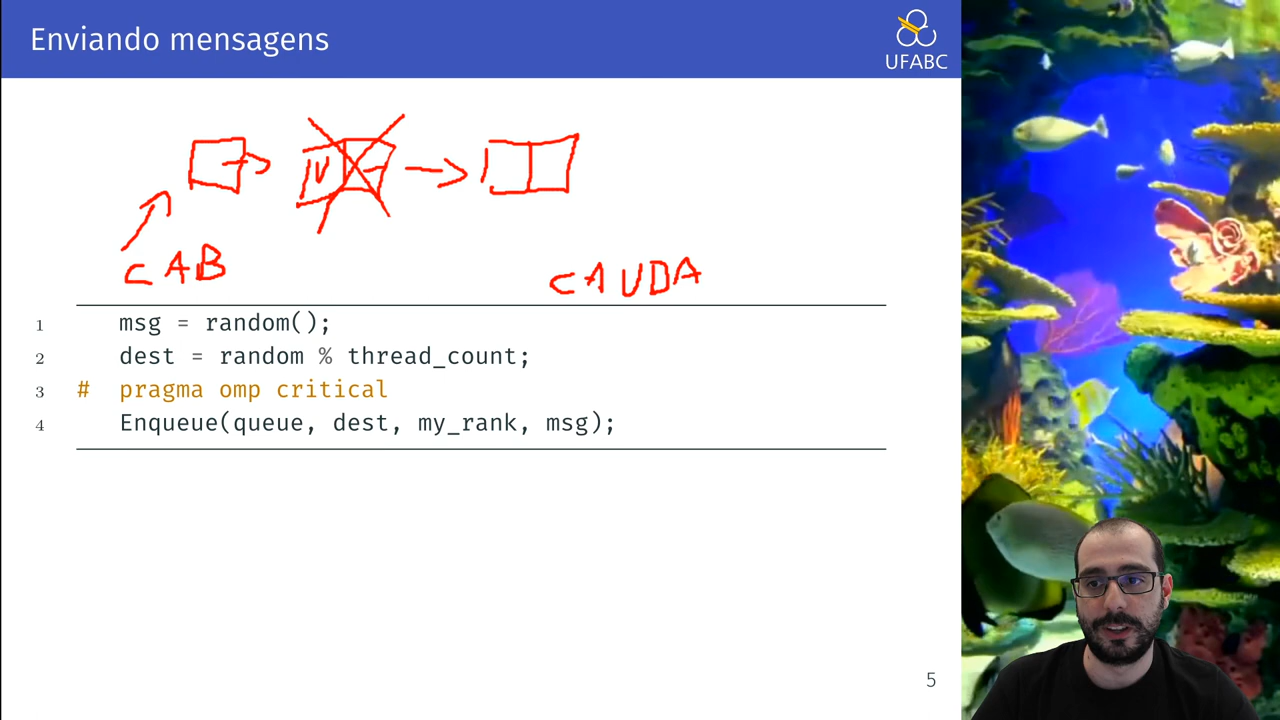 Enviando mensagens
UFABC
CAB
CAUDA
1 msg = random();
2 dest = random % thread_count;
3 # pragma omp critical
4 Enqueue(queue, dest, my_rank, msg);
5